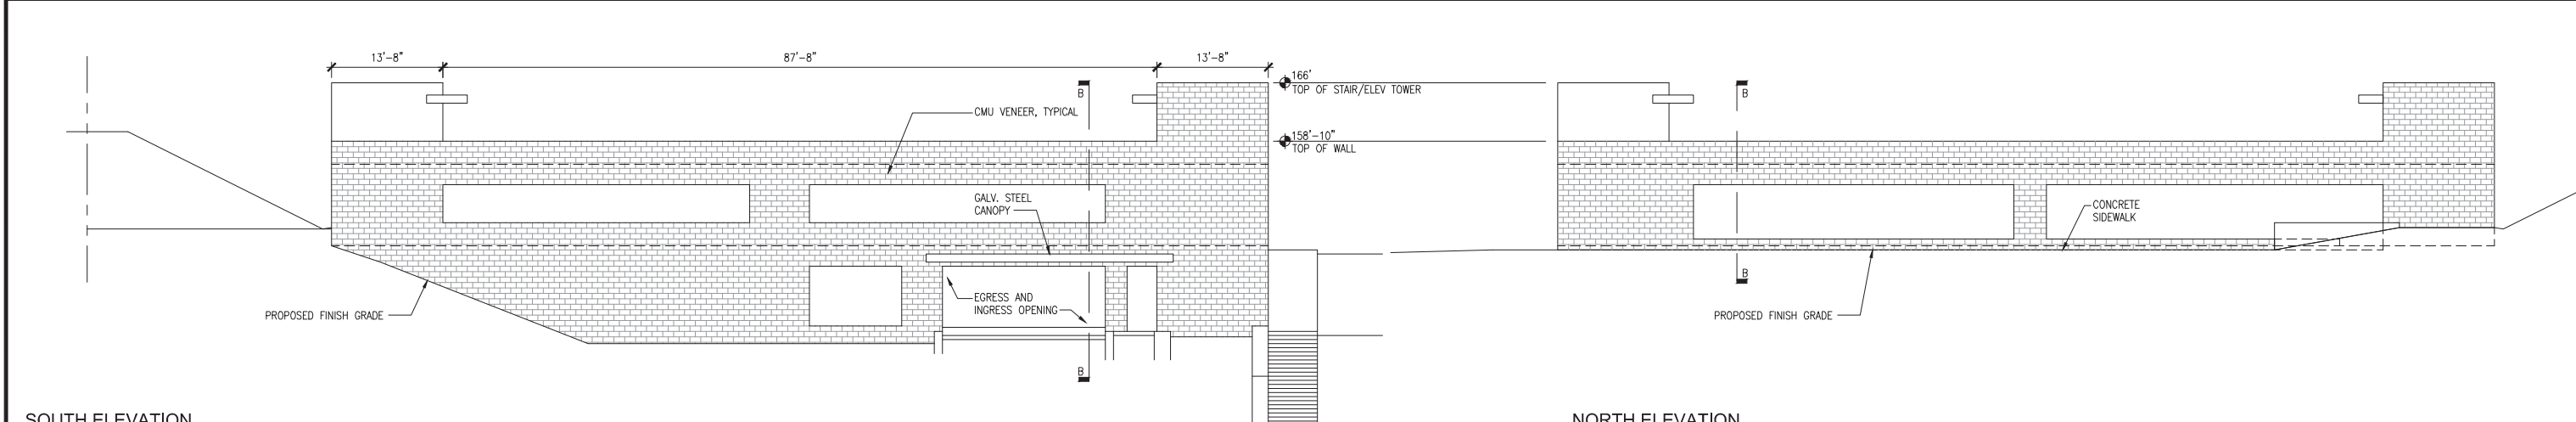 13'-8"
87'-8"
13'-8"
166'
TOP OF STAIR/ELEV TOWER
B
B
CMU VENEER, TYPICAL
158'-10"
TOP OF WALL
GALV. STEEL
CANOPY
CONCRETE
SIDEWALK
B
EGRESS AND
INGRESS OPENING
PROPOSED FINISH GRADE
PROPOSED FINISH GRADE
B
SOUTH ELEVATION
NORTH ELEVATION